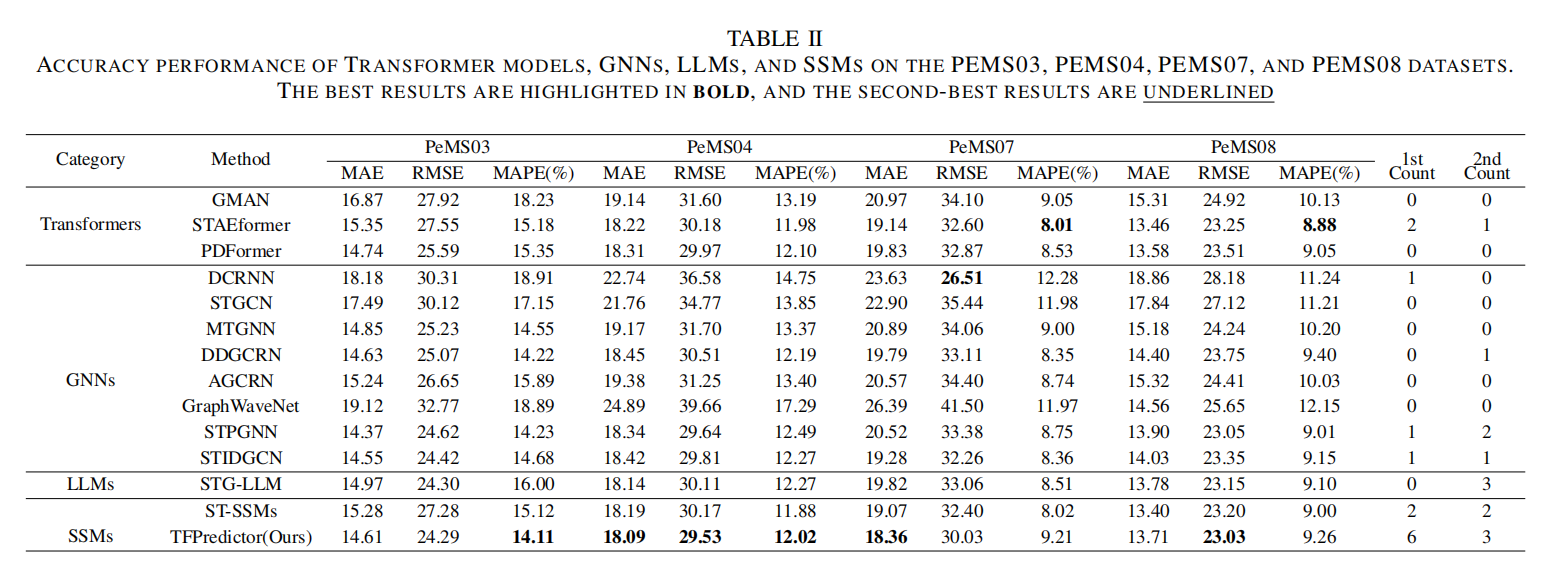 TABLE II
ACCURACY PERFORMANCE OF TRANSFORMER MODELS, GNNS, LLMS, AND SSMS ON THE PEMS03, PEMS04, PEMS07, AND PEMS08 DATASETS.
THE BEST RESULTS ARE HIGHLIGHTED IN BOLD, AND THE SECOND-BEST RESULTS ARE UNDERLINED
Category Method PeMS03 PeMS04 PeMS07 PeMS08 1st Count 2nd Count
MAE RMSE MAPE(%) MAE RMSE MAPE(%) MAE RMSE MAPE(%) MAE RMSE MAPE(%)
GMAN 16.87 27.92 18.23 19.14 31.60 13.19 20.97 34.10 9.05 15.31 24.92 10.13 0 0
Transformers STAEformer 15.35 27.55 15.18 18.22 30.18 11.98 19.14 32.60 8.01 13.46 23.25 8.88 2 1
PDFormer 14.74 25.59 15.35 18.31 29.97 12.10 19.83 32.87 8.53 13.58 23.51 9.05 0 0
DCRNN 18.18 30.31 18.91 22.74 36.58 14.75 23.63 26.51 12.28 18.86 28.18 11.24 1 0
STGCN 17.49 30.12 17.15 21.76 34.77 13.85 22.90 35.44 11.98 17.84 27.12 11.21 0 0
MTGNN 14.85 25.23 14.55 19.17 31.70 13.37 20.89 34.06 9.00 15.18 24.24 10.20 0 0
DDGCRN 14.63 25.07 14.22 18.45 30.51 12.19 19.79 33.11 8.35 14.40 23.75 9.40 0 1
GNNs AGCRN 15.24 26.65 15.89 19.38 31.25 13.40 20.57 34.40 8.74 15.32 24.41 10.03 0 0
GraphWaveNet 19.12 32.77 18.89 24.89 39.66 17.29 26.39 41.50 11.97 14.56 25.65 12.15 0 0
STPGNN 14.37 24.62 14.23 18.34 29.64 12.49 20.52 33.38 8.75 13.90 23.05 9.01 1 2
STIDGCN 14.55 24.42 14.68 18.42 29.81 12.27 19.28 32.26 8.36 14.03 23.35 9.15 1 1
LLMs STG-LLM 14.97 24.30 16.00 18.14 30.11 12.27 19.82 33.06 8.51 13.78 23.15 9.10 0 3
ST-SSMs 15.28 27.28 15.12 18.19 30.17 11.88 19.07 32.40 8.02 13.40 23.20 9.00 2 2
SSMs TFPredictor(Ours) 14.61 24.29 14.11 18.09 29.53 12.02 18.36 30.03 9.21 13.71 23.03 9.26 6 3